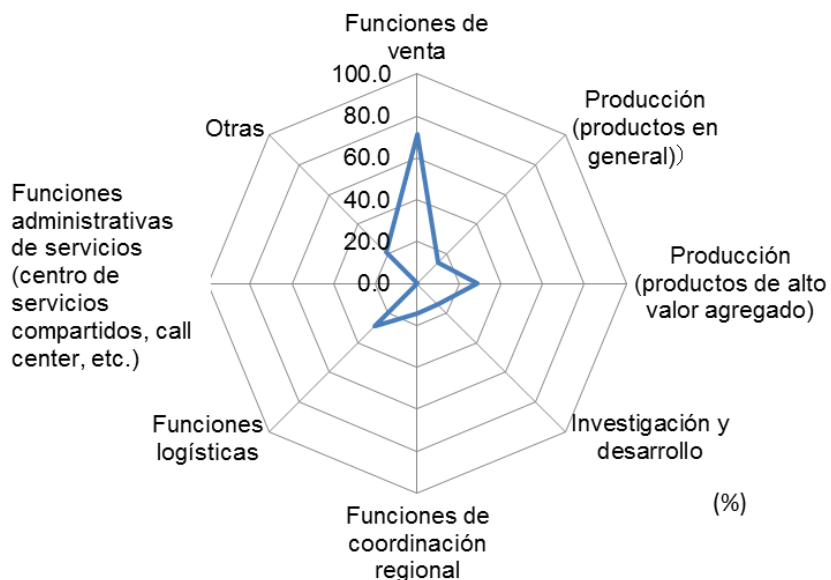 Funciones de
venta
100.0
80.0
60.0
40.0
20.0
0.0
Producción
(productos en
general)）
Producción
(productos de alto
valor agregado)
Investigación y
desarrollo
Funciones de
coordinación
regional
Funciones
logísticas
Funciones
administrativas
de servicios
(centro de
servicios
compartidos, call
center, etc.)
Otras
(%)